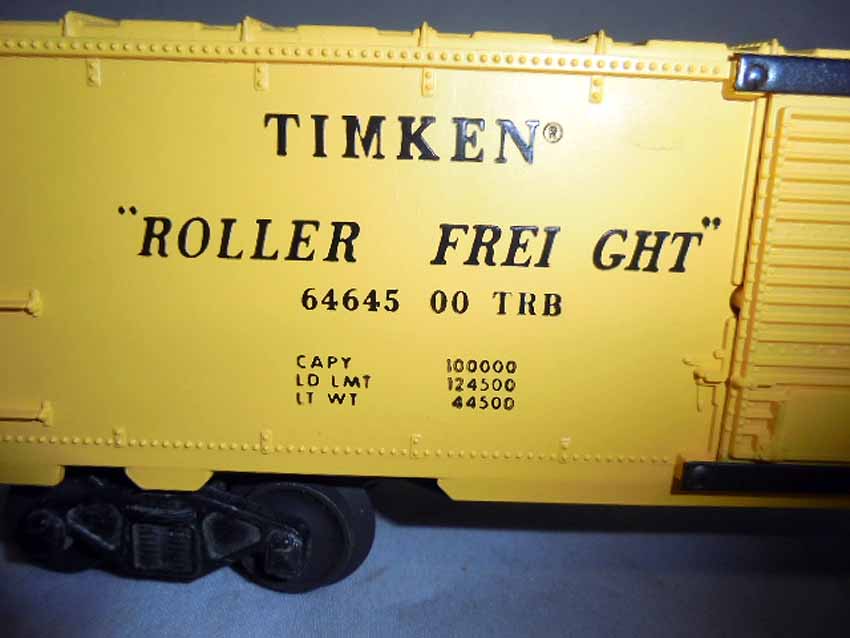 TIMKEN®
"ROLLER FREI GHT"
64645 00 TRB
CAPY 100000
LD LMT 124500
LT WT 44500